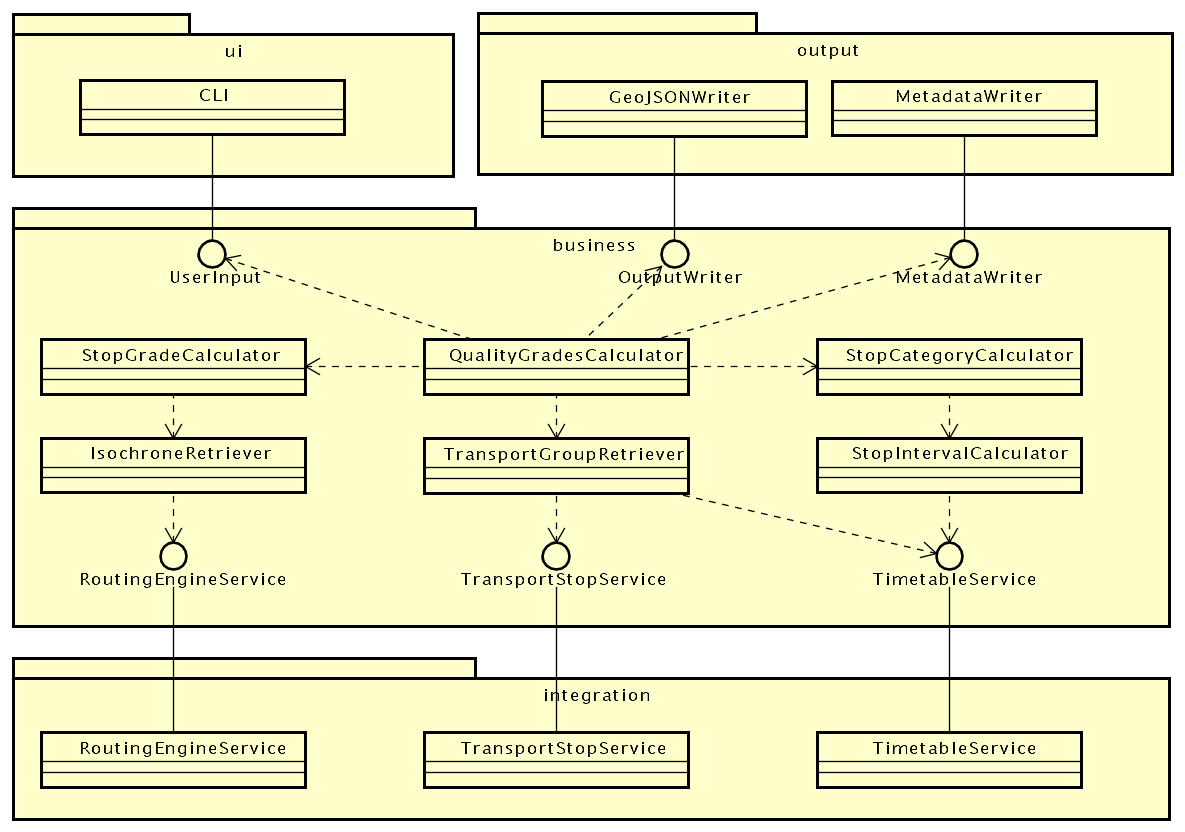 ui
output
CLI
GeoJSONWriter
MetadataWriter
business
UserInput
OutputWriter
MetadataWriter
StopGradeCalculator
QualityGradesCalculator
StopCategoryCalculator
IsochroneRetriever
TransportGroupRetriever
StopIntervalCalculator
RoutingEngineService
TransportStopService
TimetableService
integration
RoutingEngineService
TransportStopService
TimetableService